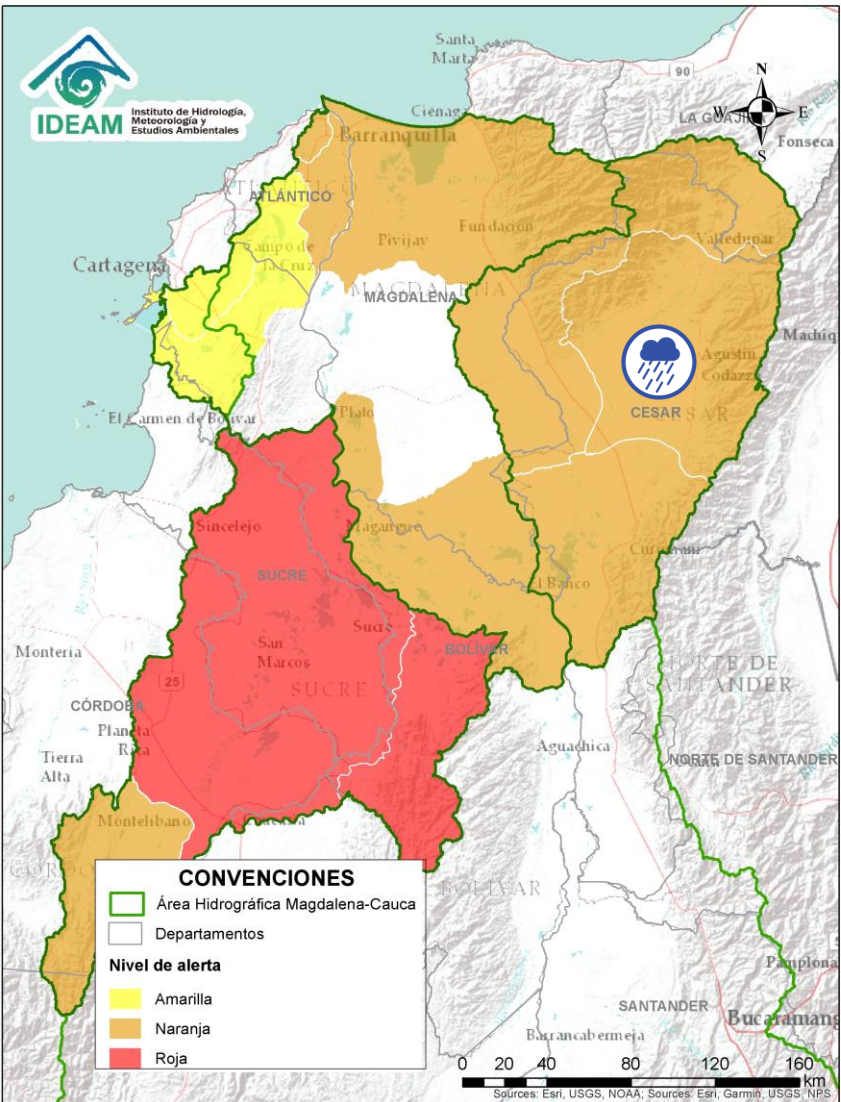 IDEAM
Instituto de Hidrología,
Meteorología y
Estudios Ambientales
Santa
Marta
90
N
W
E
S
LA GUAJIRA
Ciénaga
Barranquilla
Fonseca
ATLÁNTICO
Campo de
la Cruz
Pivijay
Fundación
Valledupar
Cartagena
MAGDALENA
MAGDALENA
Agustín
Codazzi
CESAR
CESAR
El Carmen de Bolívar
Plato
Sincelejo
Magangué
SUCRE
El Banco
Sucre
San
Marcos
BOLÍVAR
SUCRE
Montería
25
NORTE DE
SANTANDER
CÓRDOBA
Planeta
Rica
Tierra
Alta
Aguachica
NORTE DE SANTANDER
Montelíbano
BOLÍVAR
CONVENCIONES
Área Hidrográfica Magdalena-Cauca
Departamentos
Nivel de alerta
Amarilla
Naranja
Roja
Pamplona
SANTANDER
Bucaramang
Barrancabermeja
0 20 40 80 120 160
km
Sources: Esri, USGS, NOAA; Sources: Esri, Garmin, USGS, NPS